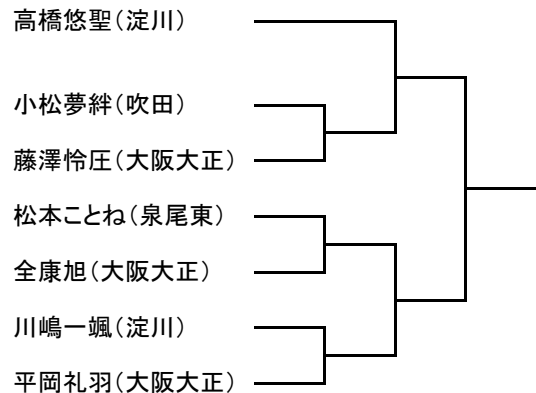 高橋悠聖（淀川）
小松夢絆（吹田）
藤澤怜圧（大阪大正）
松本ことね（泉尾東）
全康旭（大阪大正）
川嶋一颯（淀川）
平岡礼羽（大阪大正）